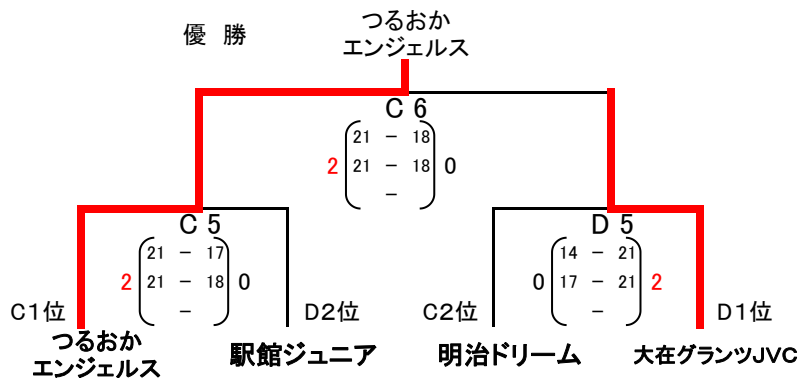 優 勝
つるおか
エンジェルス
C 6
21 － 18
2 21 － 18 0
－
C 5
21 － 17
2 21 － 18 0
－
D 5
14 － 21
0 17 － 21 2
－
C1位
D2位
C2位
D1位
つるおか
エンジェルス
駅館ジュニア
明治ドリーム
大在グランツJVC